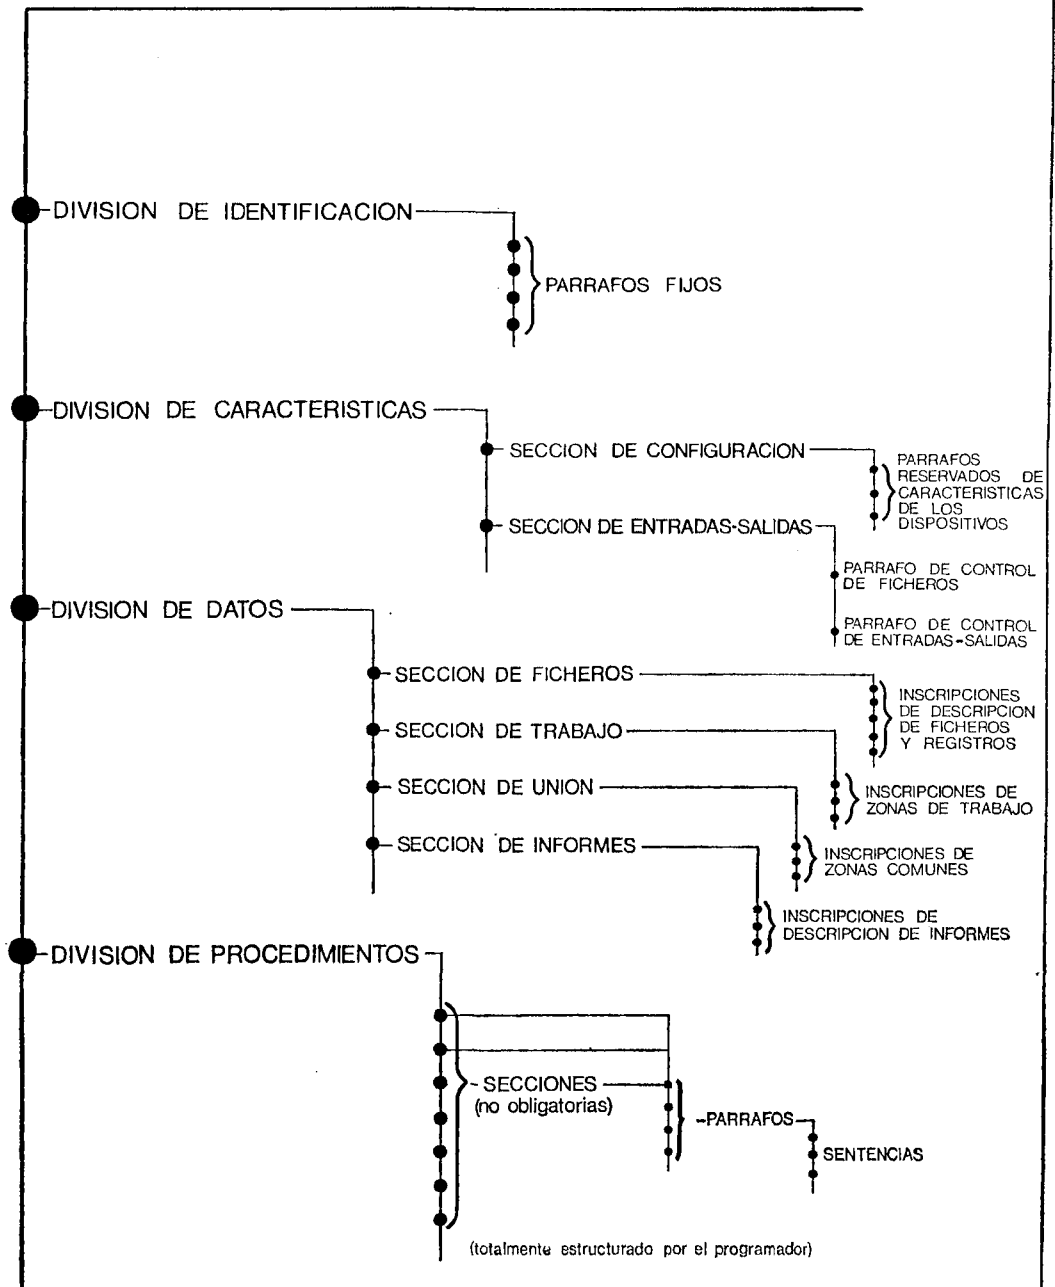 DIVISION DE IDENTIFICACION
PARRAFOS FIJOS
DIVISION DE CARACTERISTICAS
SECCION DE CONFIGURACION
PARRAFOS
RESERVADOS DE
CARACTERISTICAS
DE LOS
DISPOSITIVOS
SECCION DE ENTRADAS-SALIDAS
PARRAFO DE CONTROL
DE FICHEROS
PARRAFO DE CONTROL
DE ENTRADAS-SALIDAS
DIVISION DE DATOS
SECCION DE FICHEROS
INSCRIPCIONES
DE DESCRIPCION
DE FICHEROS
Y REGISTROS
SECCION DE TRABAJO
INSCRIPCIONES DE
ZONAS DE TRABAJO
SECCION DE UNION
INSCRIPCIONES DE
ZONAS COMUNES
SECCION DE INFORMES
INSCRIPCIONES DE
DESCRIPCION DE INFORMES
DIVISION DE PROCEDIMIENTOS
SECCIONES
(no obligatorias)
PARRAFOS
SENTENCIAS
(totalmente estructurado por el programador)